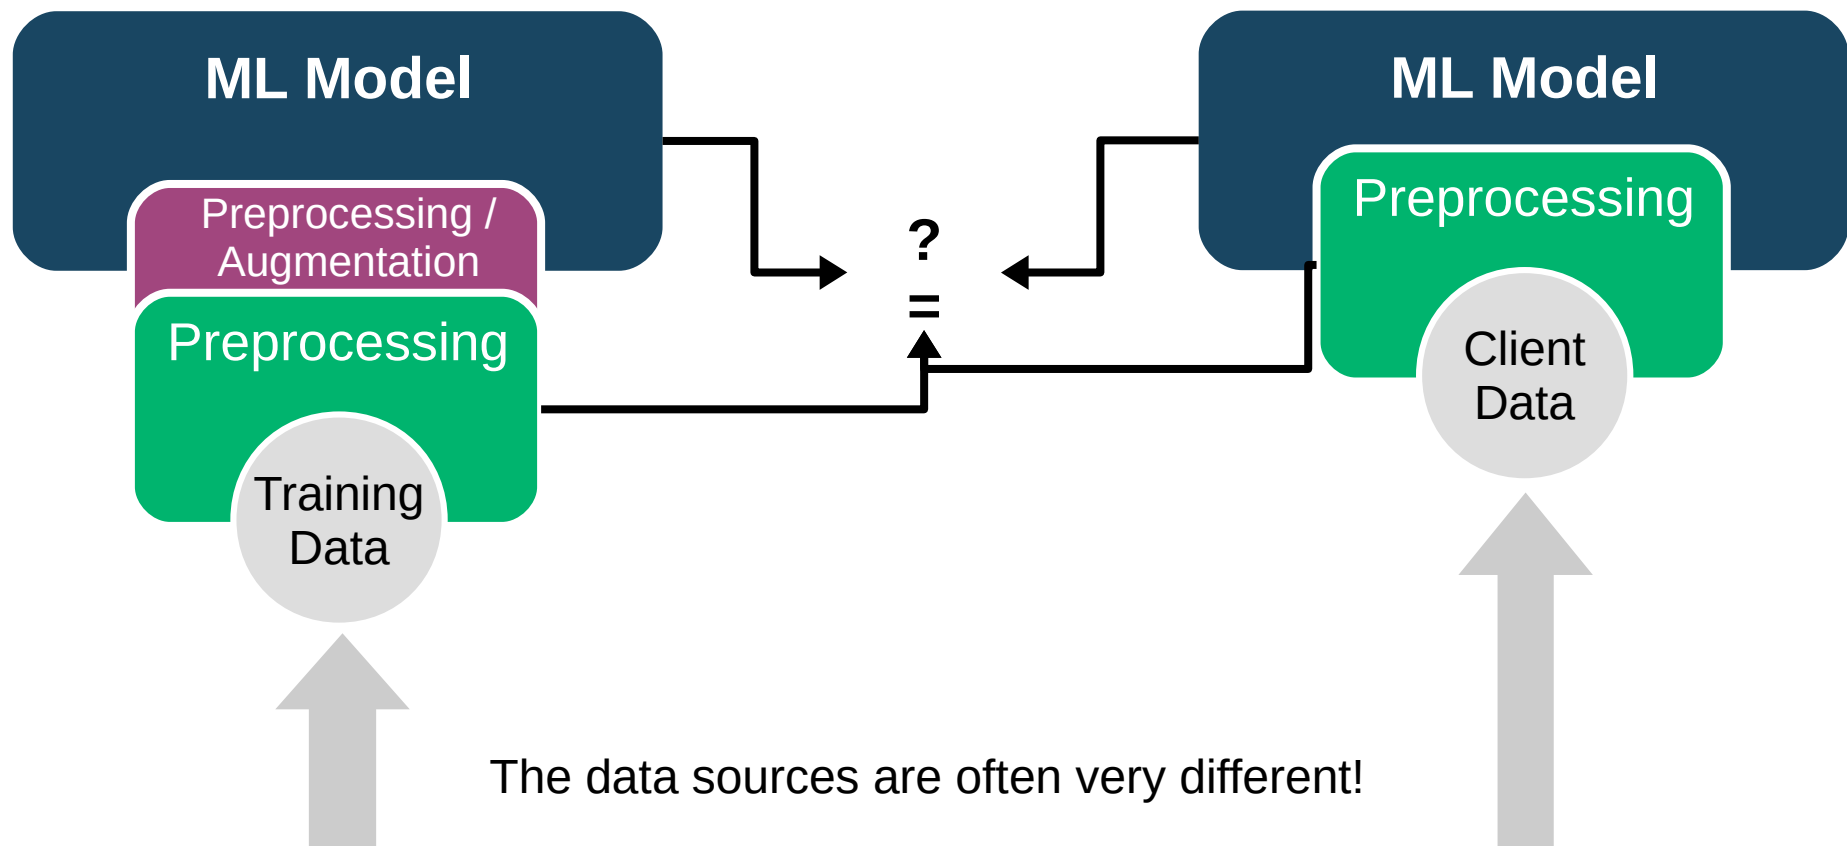 ML Model
Preprocessing /
Augmentation
Preprocessing
Training
Data
?
=
ML Model
Preprocessing
Client
Data
The data sources are often very different!